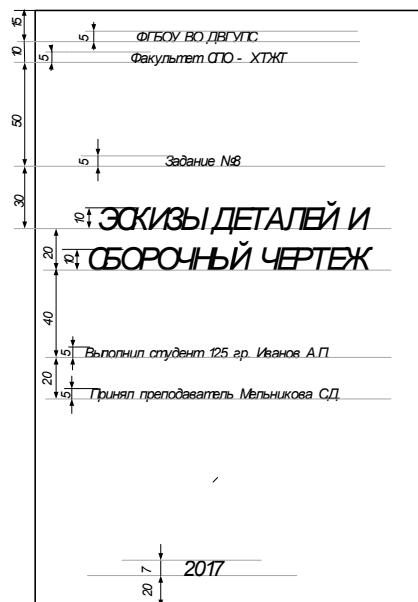 15
5 ФГБОУ ВО ДВГУПС
10 5 Факультет СПО - ХТЖТ
50
5 Задание №8
30
10 ЭСКИЗЫ ДЕТАЛЕЙ И
20 10 СБОРОЧНЫЙ ЧЕРТЕЖ
40
5 Выполнил студент 125 гр. Иванов А.П.
20
5 Принял преподаватель Мельникова С.Д.
7 2017
20